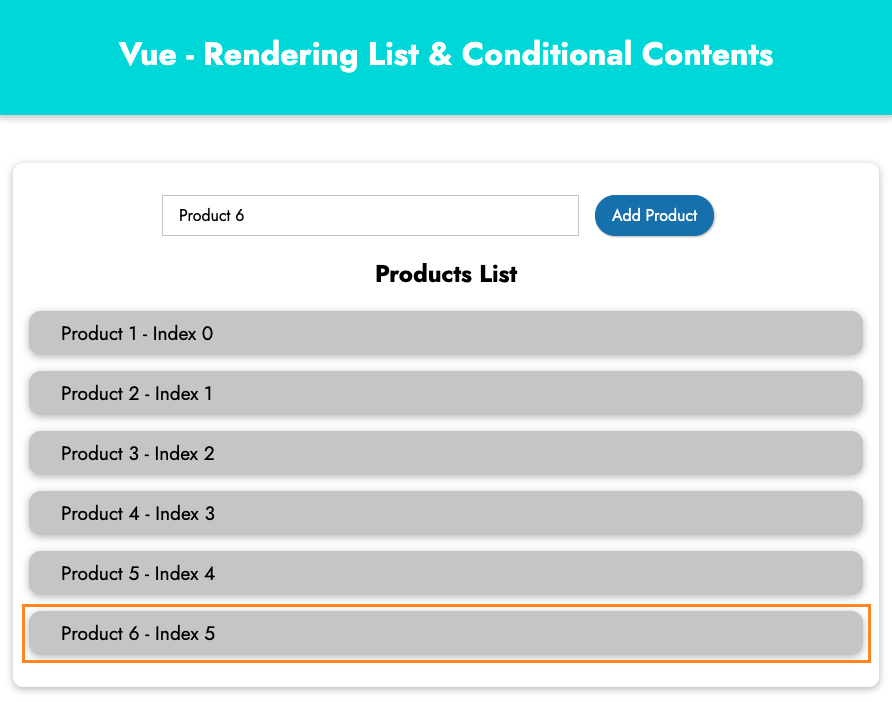 Vue - Rendering List & Conditional Contents
Product 6
Add Product
Products List
Product 1 - Index 0
Product 2 - Index 1
Product 3 - Index 2
Product 4 - Index 3
Product 5 - Index 4
Product 6 - Index 5